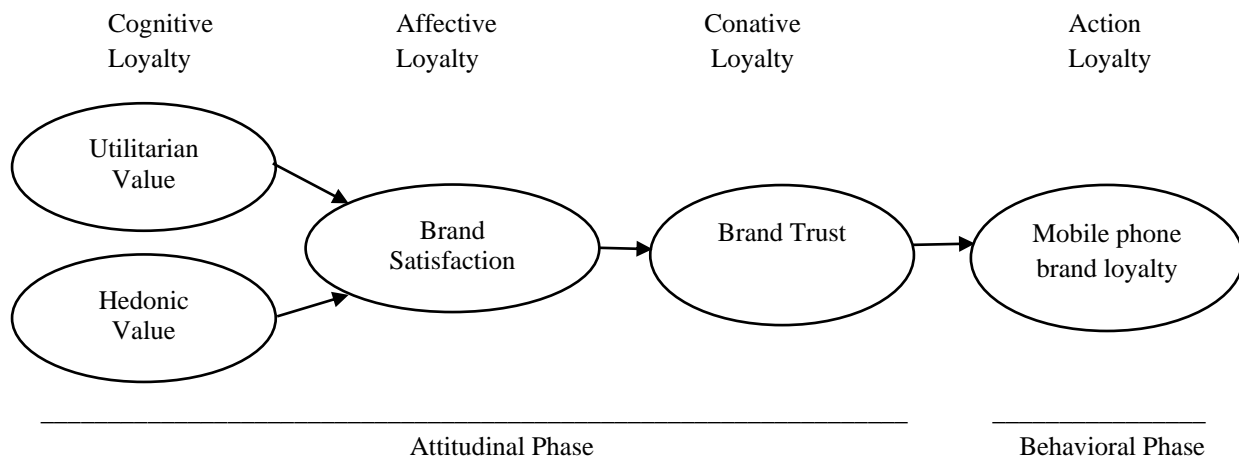 Cognitive
Loyalty
Affective
Loyalty
Conative
Loyalty
Action
Loyalty
Utilitarian
Value
Hedonic
Value
Brand
Satisfaction
Brand Trust
Mobile phone
brand loyalty
Attitudinal Phase
Behavioral Phase